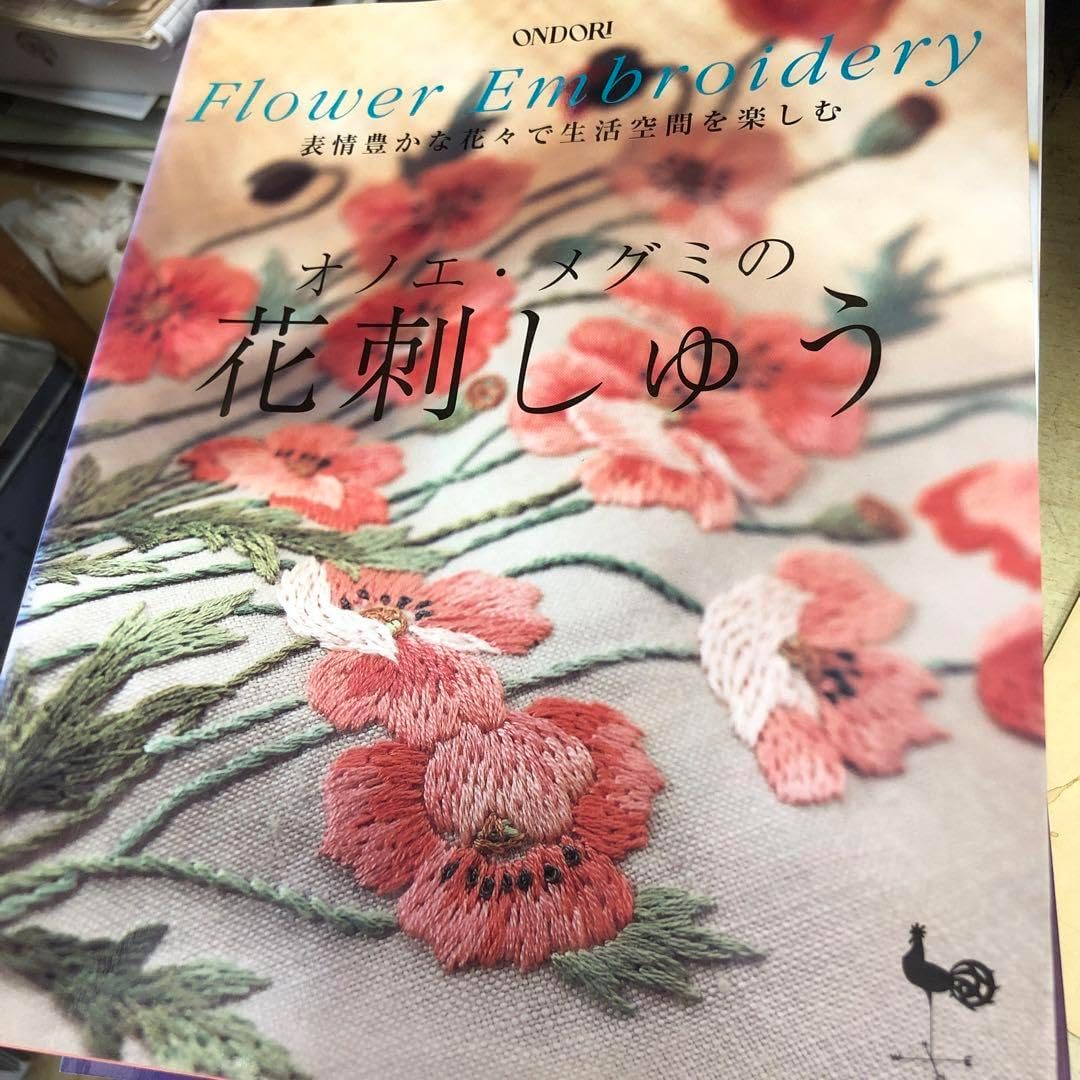 ONDORI
Flower Embroidery
表情豊かな花々で生活空間を楽しむ
オノエ・メグミの
花刺しゅう